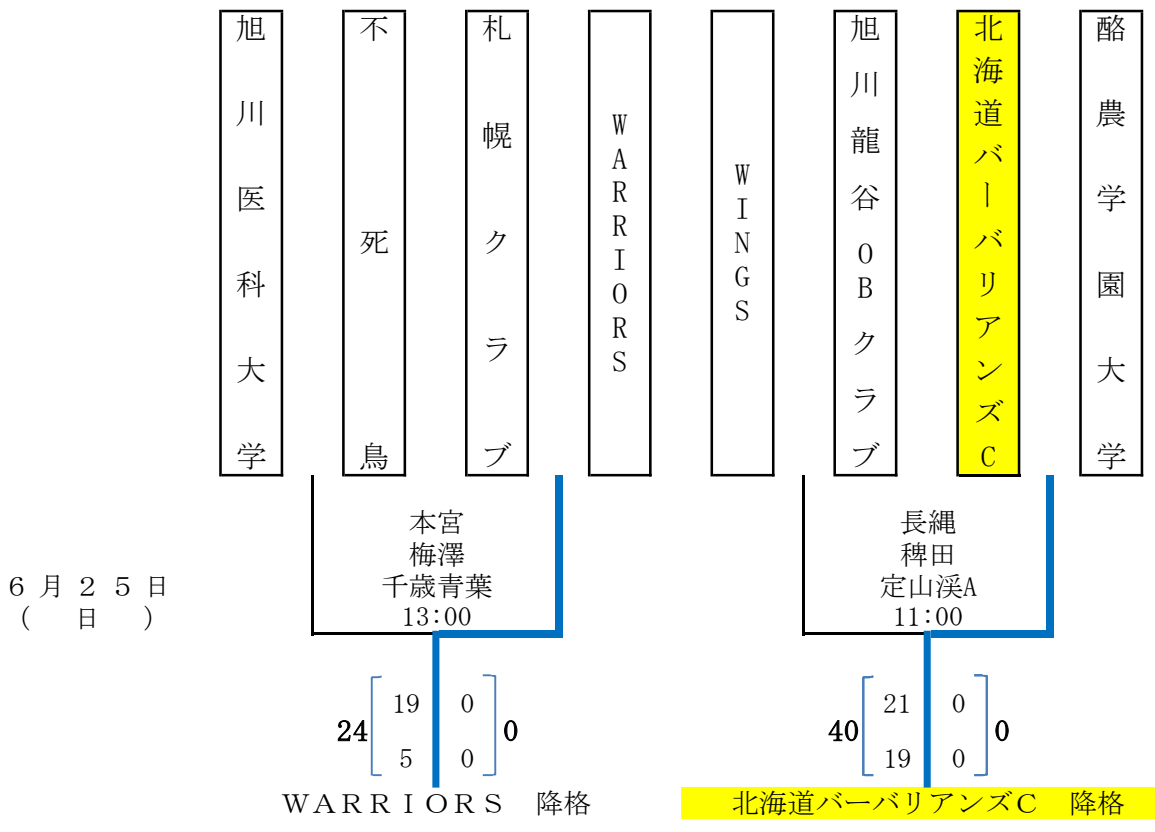 旭川医科大学
不死鳥
札幌クラブ
WARRIORS
WINGS
旭川龍谷OBクラブ
北海道バーバリアンズC
酪農学園大学
6月25日
(　日　)
本宮
梅澤
千歳青葉
13:00
長縄
稗田
定山渓A
11:00
24 19 0 0
5 0
40 21 0 0
19 0
WARRIORS　降格
北海道バーバリアンズC　降格